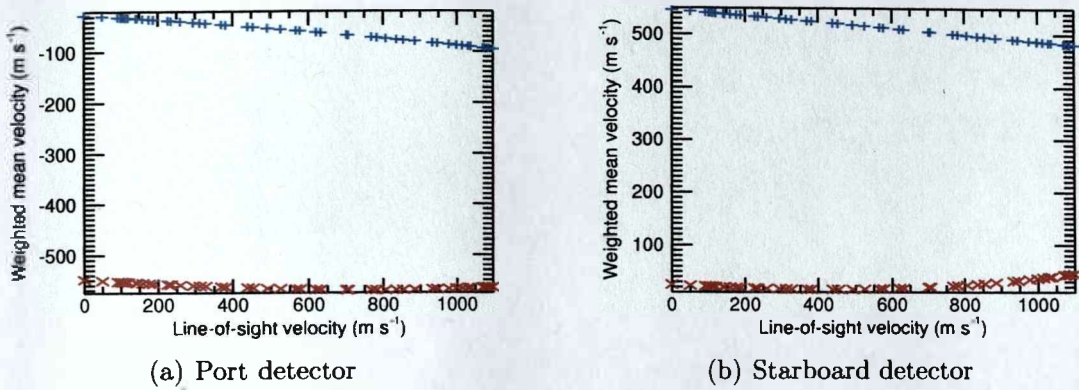 Weighted mean velocity (m s⁻¹)
-100
-200
-300
-400
-500
0 200 400 600 800 1000
Line-of-sight velocity (m s⁻¹)
(a) Port detector
Weighted mean velocity (m s⁻¹)
500
400
300
200
100
0 200 400 600 800 1000
Line-of-sight velocity (m s⁻¹)
(b) Starboard detector